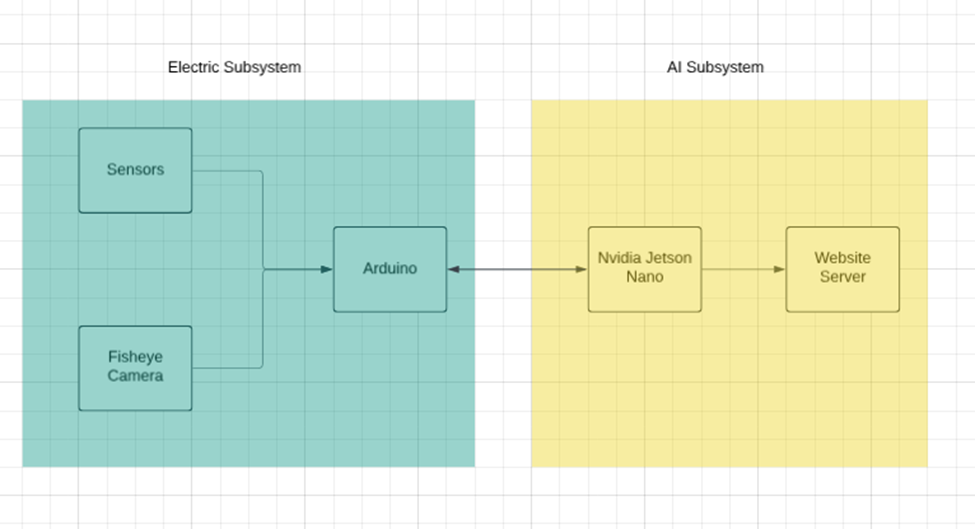 Electric Subsystem
AI Subsystem
Sensors
Arduino
Nvidia Jetson
Nano
Website
Server
Fisheye
Camera